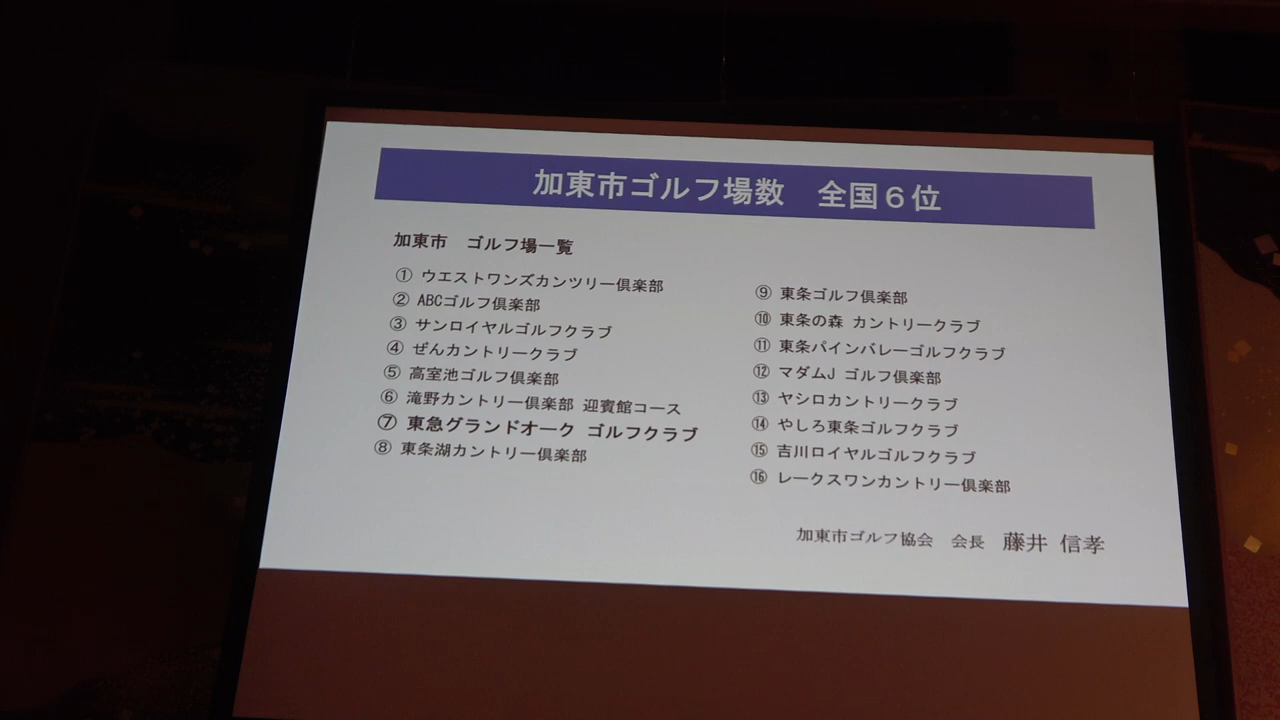 加東市ゴルフ場数　全国６位
加東市　ゴルフ場一覧
① ウエストワンズカンツリー倶楽部
② ABCゴルフ倶楽部
③ サンロイヤルゴルフクラブ
④ ぜんカントリークラブ
⑤ 高室池ゴルフ倶楽部
⑥ 滝野カントリー倶楽部 迎賓館コース
⑦ 東急グランドオーク ゴルフクラブ
⑧ 東条湖カントリー倶楽部
⑨ 東条ゴルフ倶楽部
⑩ 東条の森 カントリークラブ
⑪ 東条パインバレーゴルフクラブ
⑫ マダムJ ゴルフ倶楽部
⑬ ヤシロカントリークラブ
⑭ やしろ東条ゴルフクラブ
⑮ 吉川ロイヤルゴルフクラブ
⑯ レークスワンカントリー倶楽部
加東市ゴルフ協会　会長　藤井 信孝